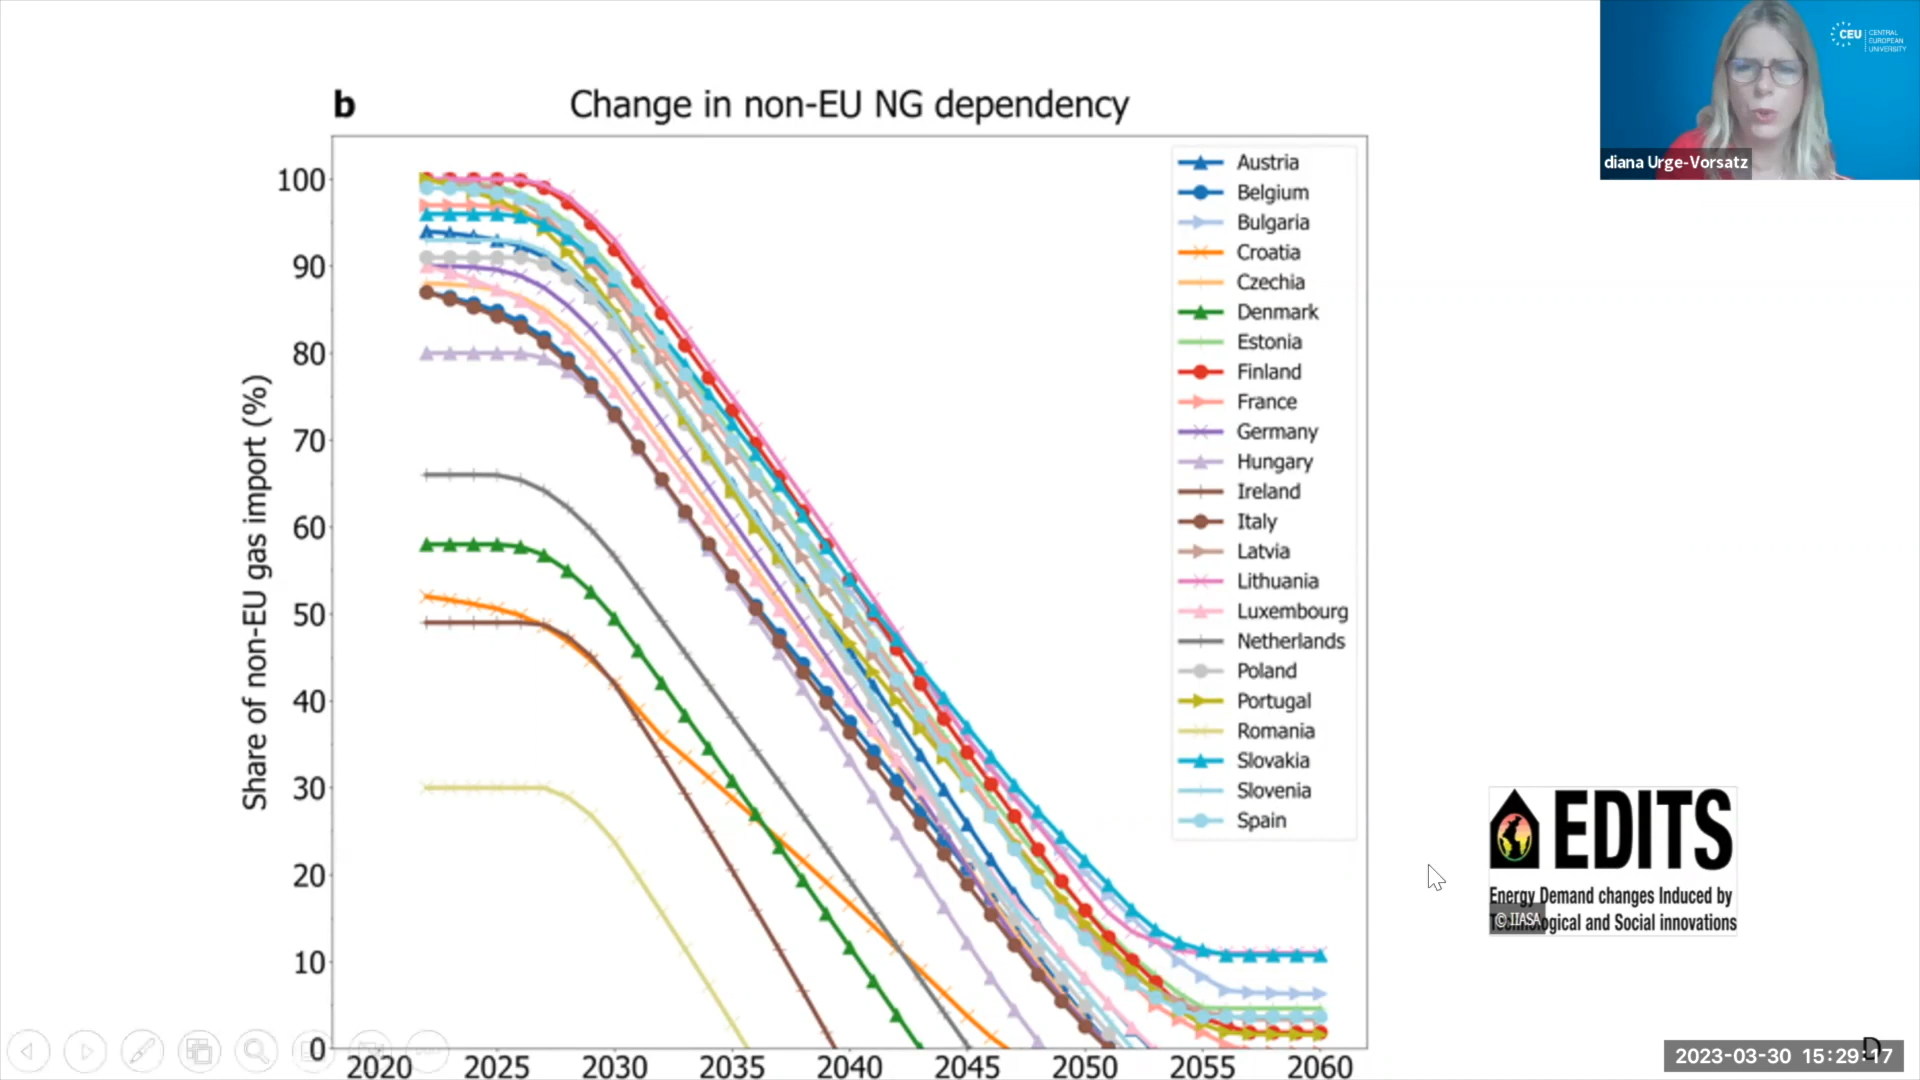 CEU
CENTRAL
EUROPEAN
UNIVERSITY
diana Urge-Vorsatz
b
Change in non-EU NG dependency
Share of non-EU gas import (%)
100
90
80
70
60
50
40
30
20
10
0
2020
2025
2030
2035
2040
2045
2050
2055
2060
Austria
Belgium
Bulgaria
Croatia
Czechia
Denmark
Estonia
Finland
France
Germany
Hungary
Ireland
Italy
Latvia
Lithuania
Luxembourg
Netherlands
Poland
Portugal
Romania
Slovakia
Slovenia
Spain
EDITS
Energy Demand changes Induced by
and Social innovations
© IIASA
D
2023-03-30 15:29:17